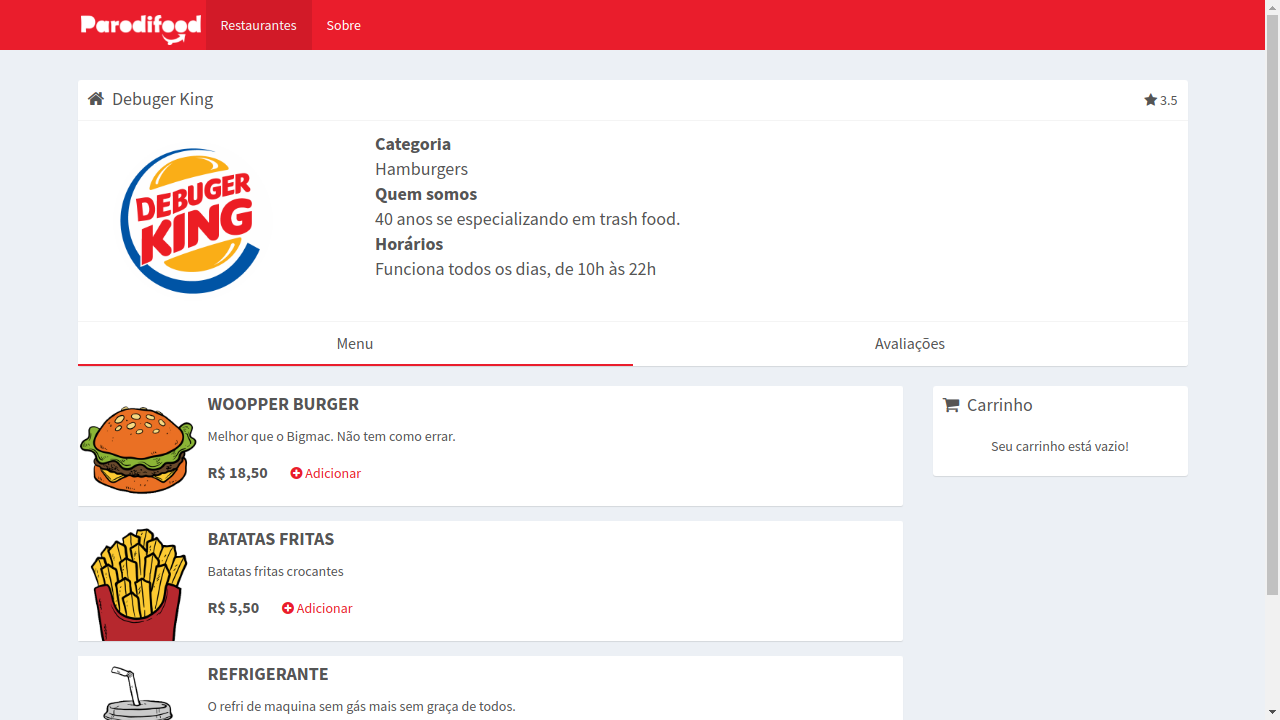 Parodifood
Restaurantes
Sobre
Debuger King
3.5
DEBUGER
KING
Categoria
Hamburgers
Quem somos
40 anos se especializando em trash food.
Horários
Funciona todos os dias, de 10h às 22h
Menu
Avaliações
WOOPPER BURGER
Melhor que o Bigmac. Não tem como errar.
R$ 18,50 Adicionar
BATATAS FRITAS
Batatas fritas crocantes
R$ 5,50 Adicionar
REFRIGERANTE
O refri de maquina sem gás mais sem graça de todos.
Carrinho
Seu carrinho está vazio!